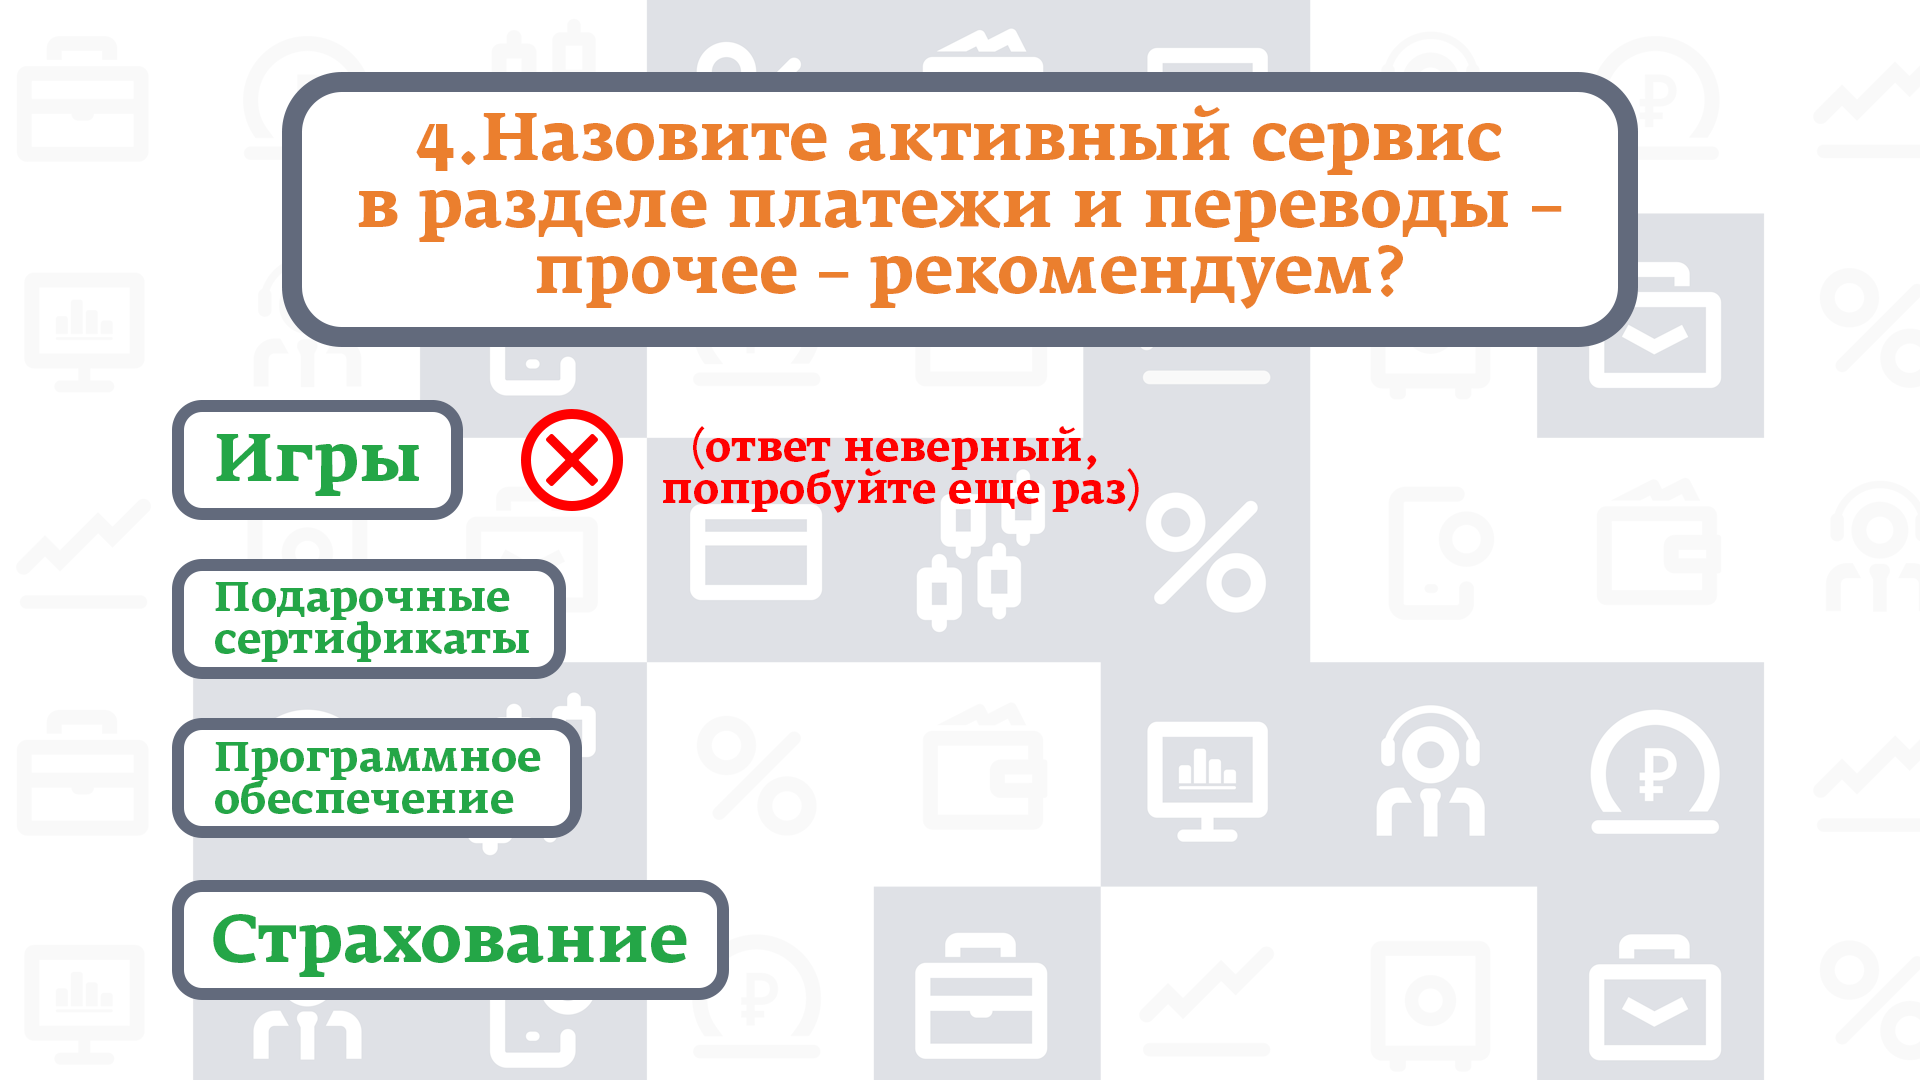 4.Назовите активный сервис
в разделе платежи и переводы –
прочее – рекомендуем?
Игры
(ответ неверный,
попробуйте еще раз)
Подарочные
сертификаты
Программное
обеспечение
Страхование